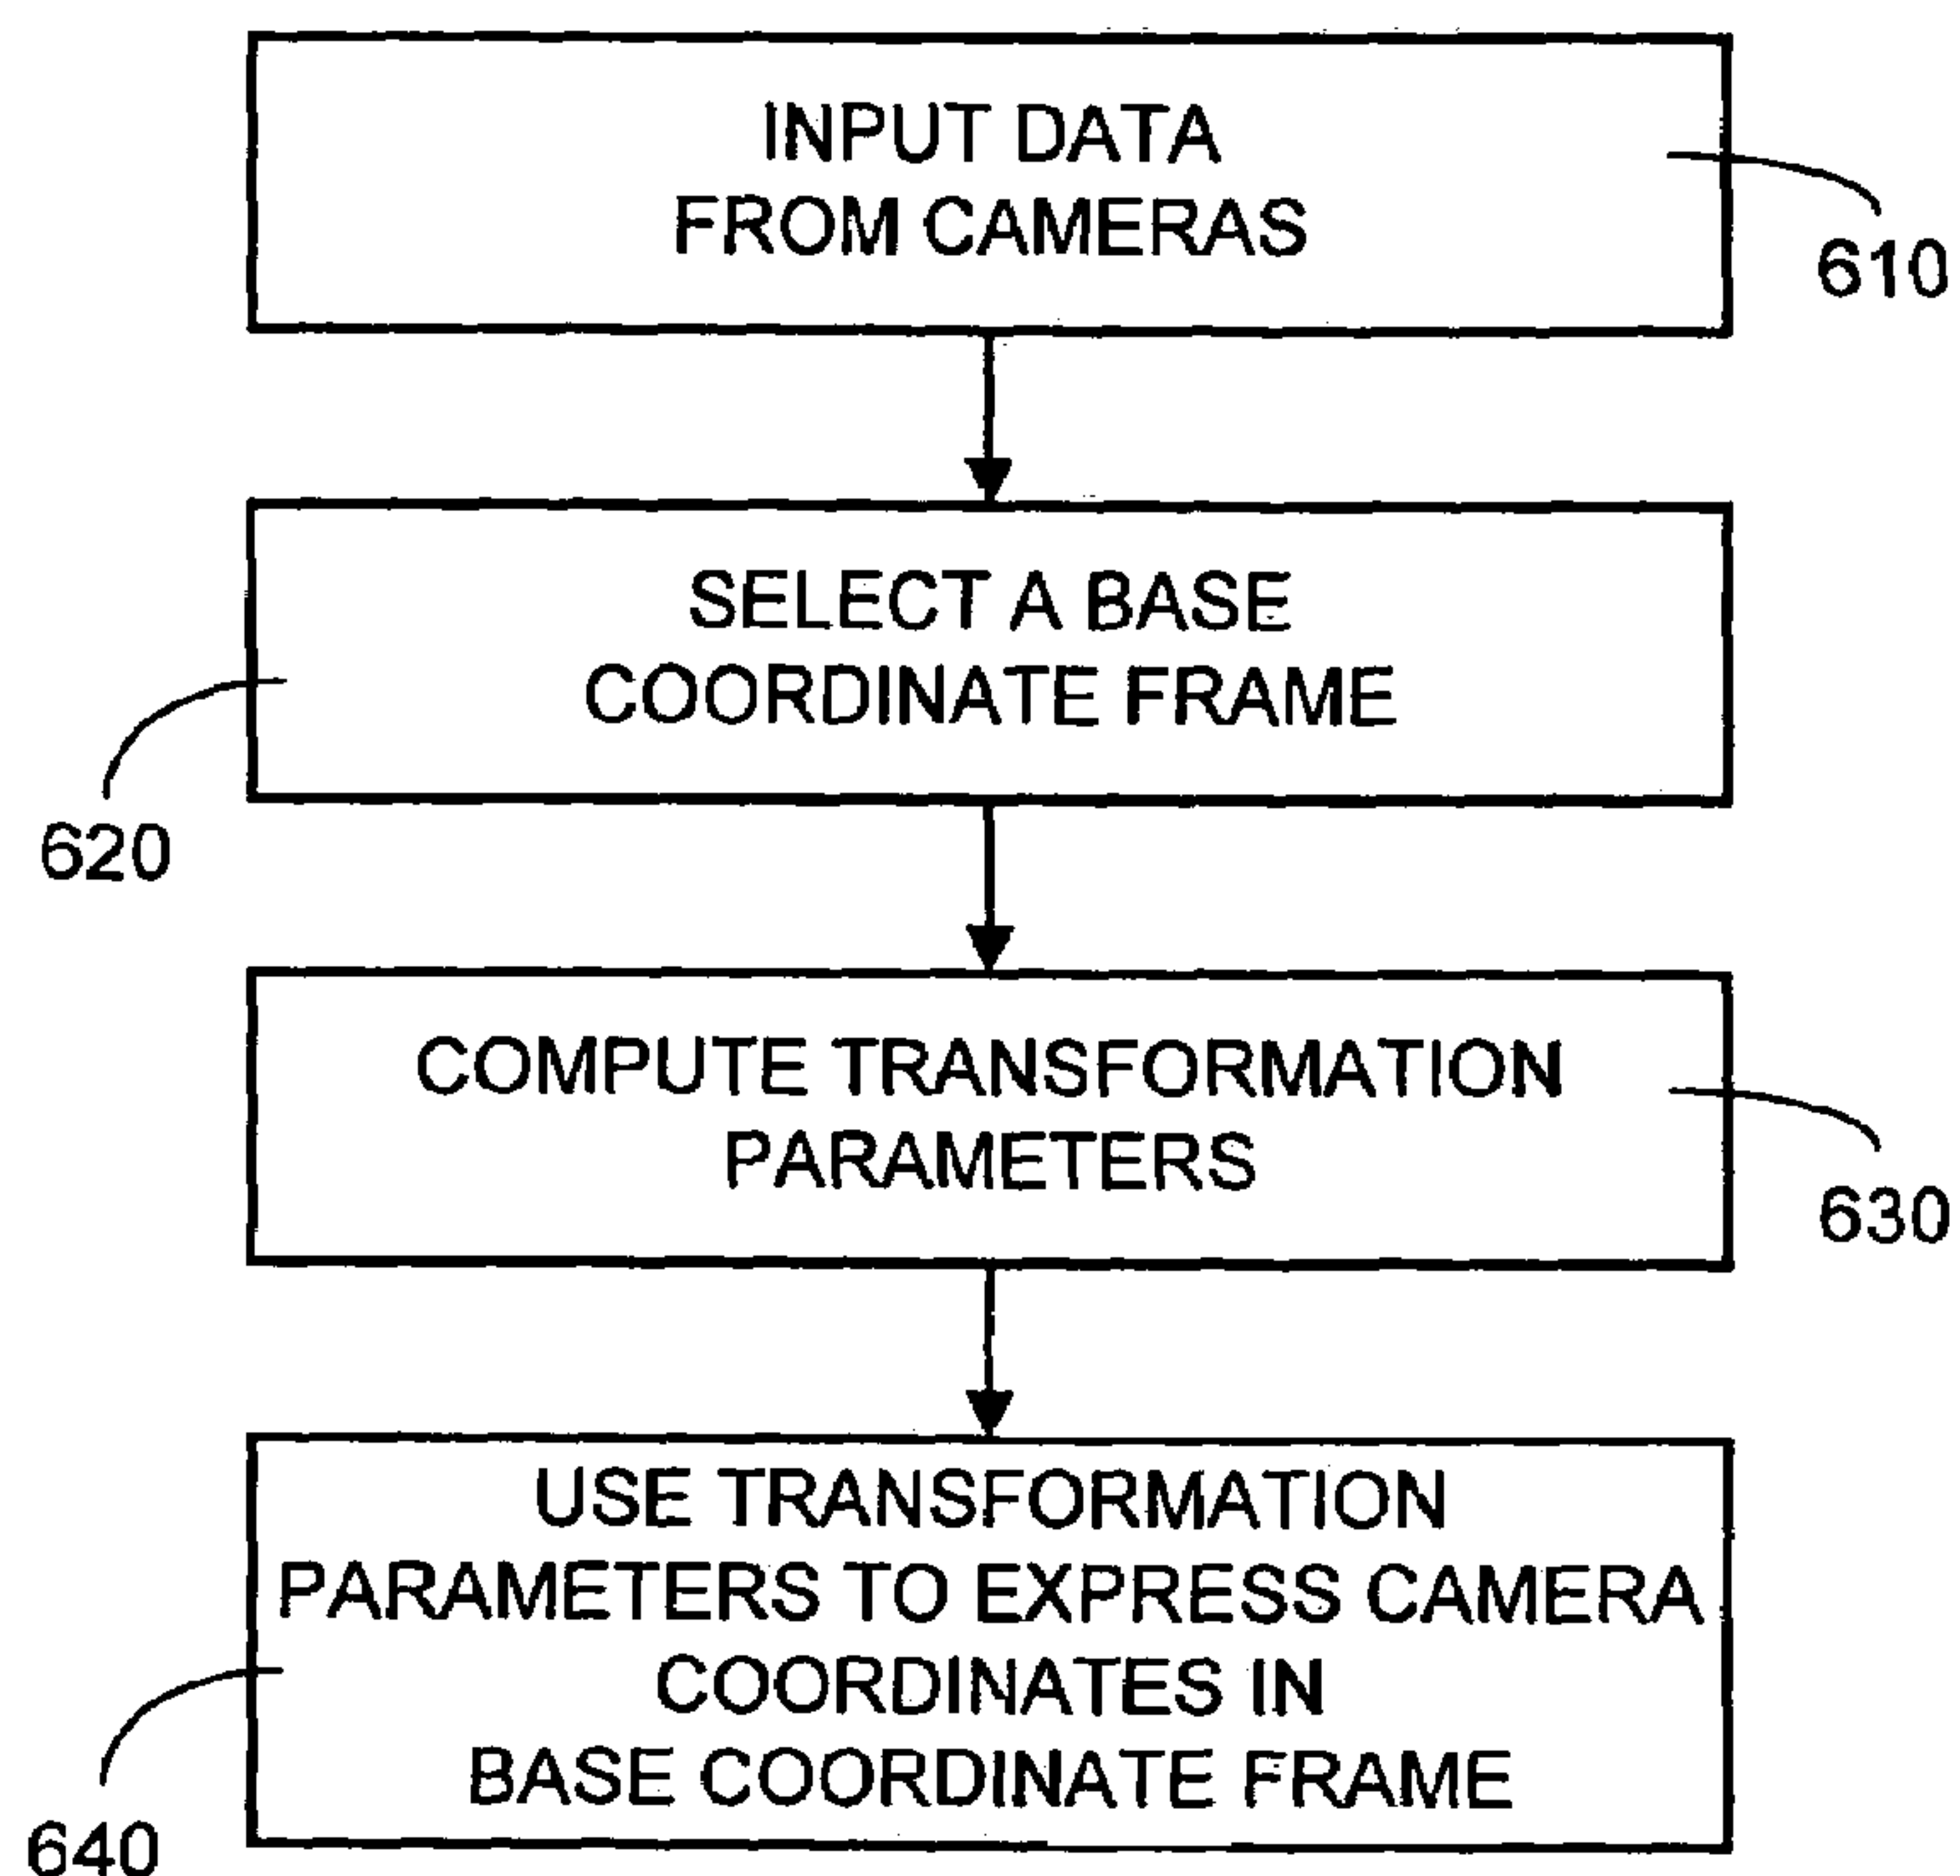 INPUT DATA
FROM CAMERAS
610
SELECT A BASE
COORDINATE FRAME
620
COMPUTE TRANSFORMATION
PARAMETERS
630
USE TRANSFORMATION
PARAMETERS TO EXPRESS CAMERA
COORDINATES IN
BASE COORDINATE FRAME
640